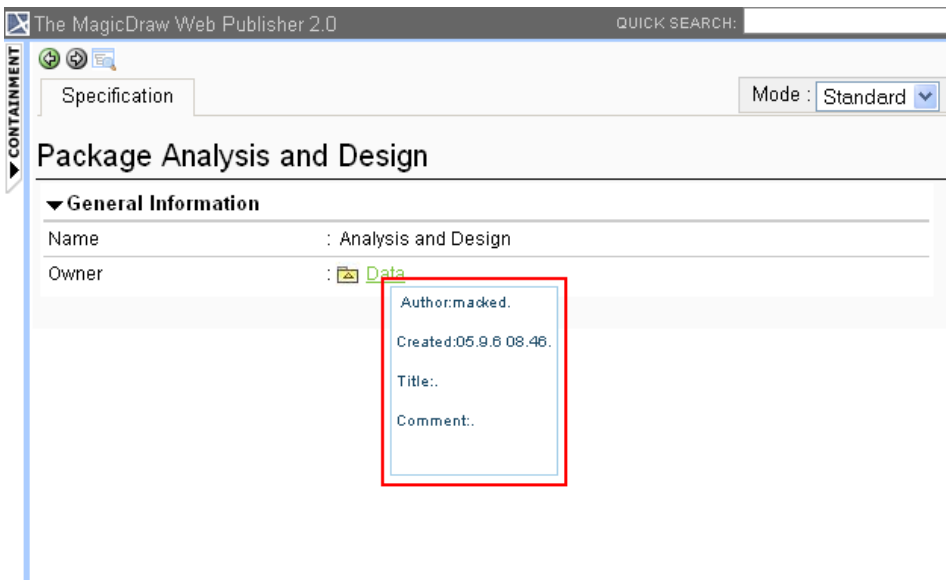 The MagicDraw Web Publisher 2.0 QUICK SEARCH:
CONTAINMENT
Specification
Mode : Standard
Package Analysis and Design
General Information
Name : Analysis and Design
Owner : Data
Author:macked.
Created:05.9.6 08.46.
Title:.
Comment:.